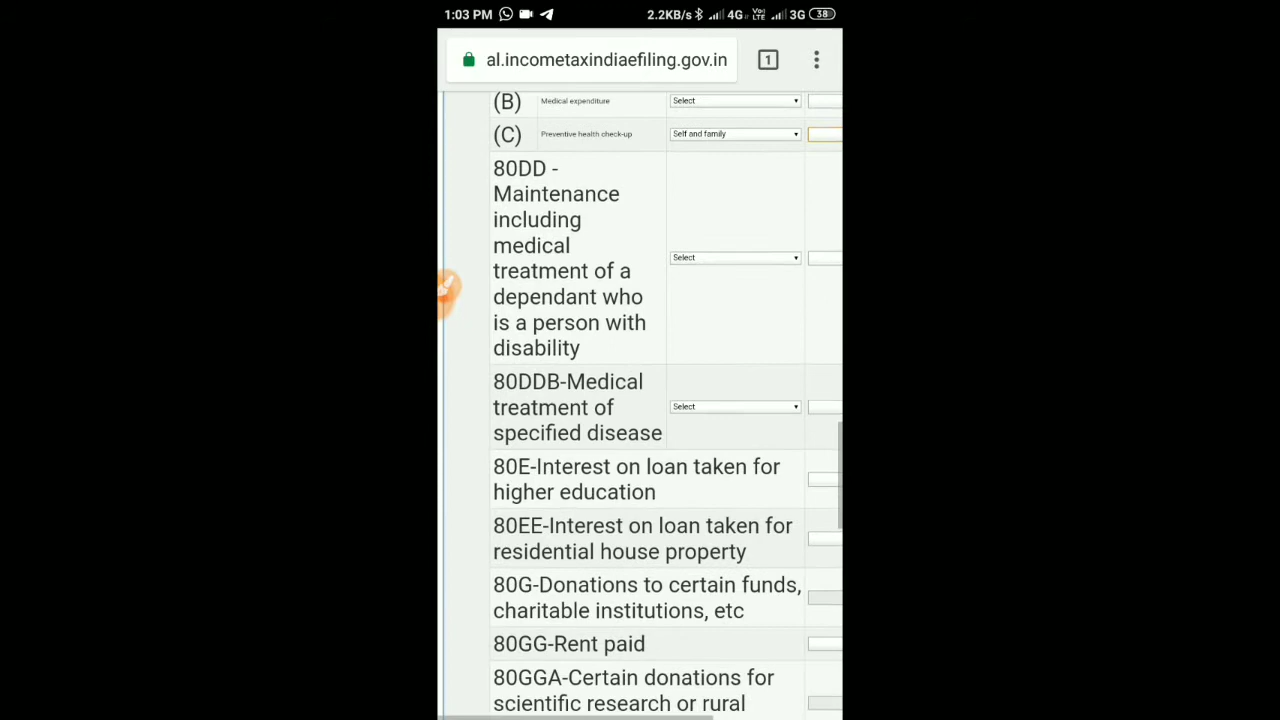 1:03 PM 2.2KB/s 4G Vo) LTE 3G 38
al.incometaxindiaefiling.gov.in 1
(B) Medical expenditure Select
(C) Preventive health check-up Self and family
80DD -
Maintenance
including
medical
treatment of a
dependant who
is a person with
disability
Select
80DDB-Medical
treatment of
specified disease
Select
80E-Interest on loan taken for
higher education
80EE-Interest on loan taken for
residential house property
80G-Donations to certain funds,
charitable institutions, etc
80GG-Rent paid
80GGA-Certain donations for
scientific research or rural